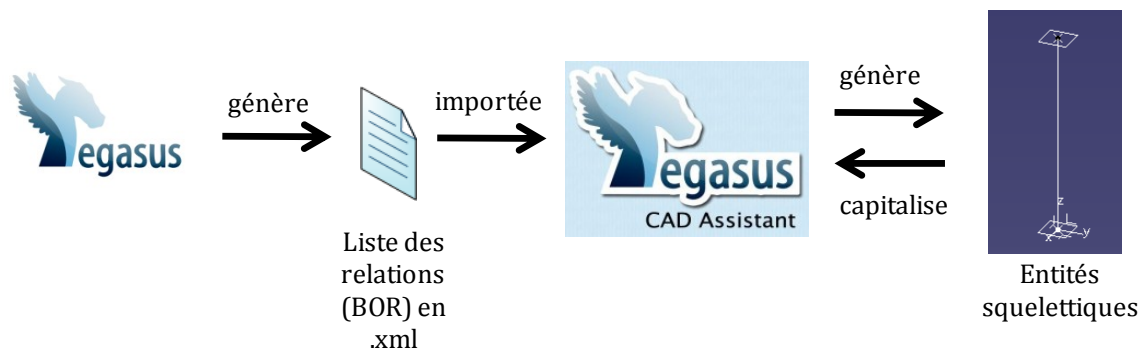 egasus
génère
importée
egasus
CAD Assistant
génère
capitalise
z
x
y
Liste des
relations
(BOR) en
.xml
Entités
squelettiques